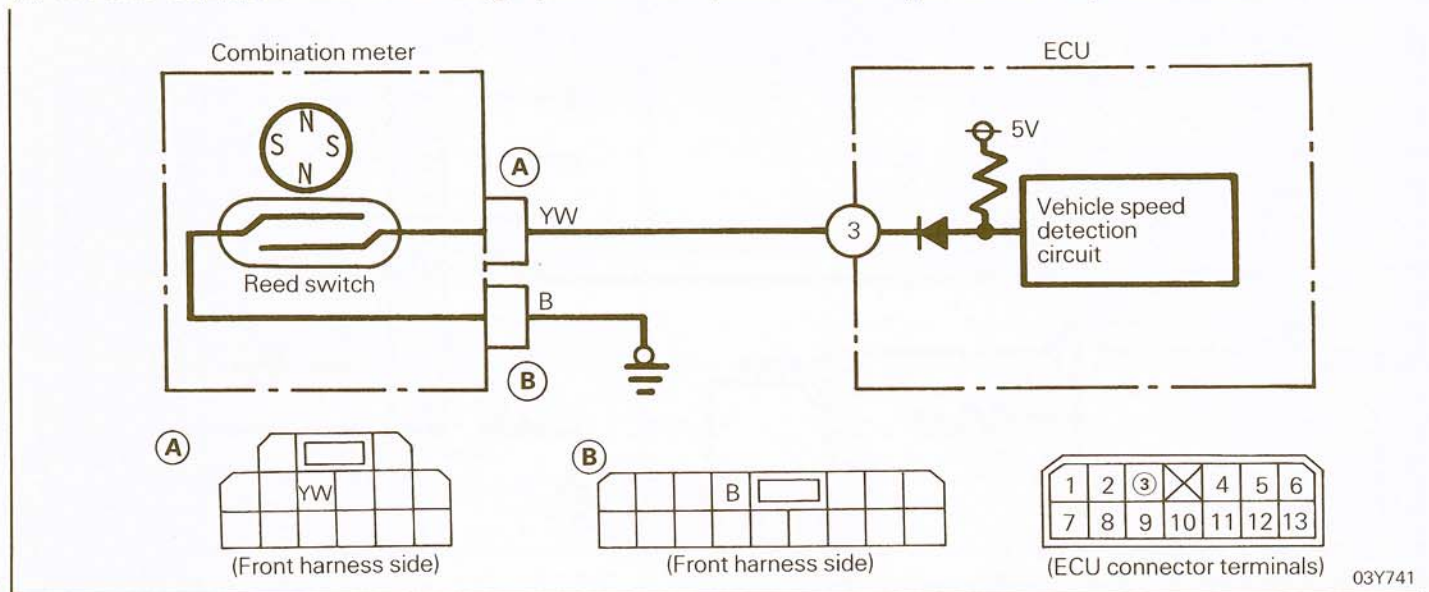 Combination meter
ECU
N
S S
N
5V
A
YW
3
Vehicle speed
detection
circuit
Reed switch
B
B
A
YW
(Front harness side)
B
B
(Front harness side)
1 2 3 4 5 6
7 8 9 10 11 12 13
(ECU connector terminals)
03Y741